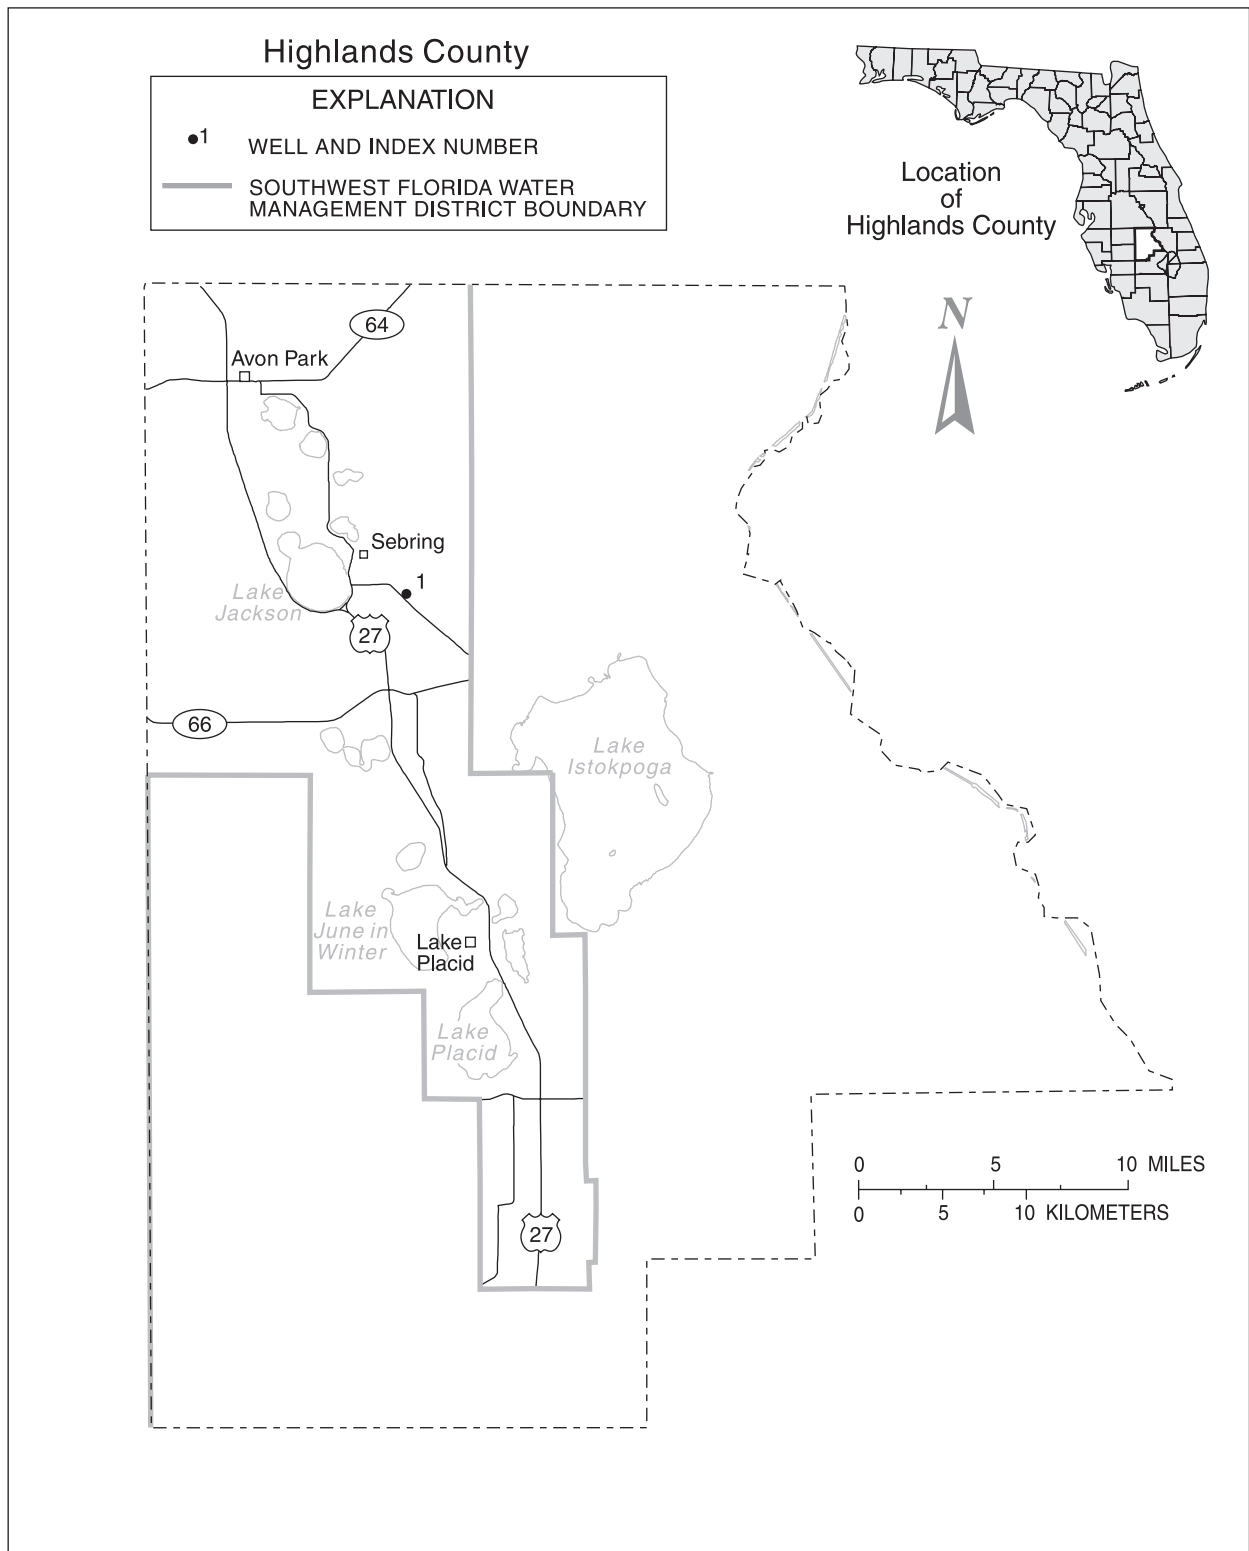 Highlands County
EXPLANATION
1 WELL AND INDEX NUMBER
SOUTHWEST FLORIDA WATER
MANAGEMENT DISTRICT BOUNDARY
Location
of
Highlands County
N
64
Avon Park
Sebring
1
Lake
Jackson
27
66
Lake
Istokpoga
Lake
June in
Winter
Lake
Placid
Lake
Placid
0 5 10 MILES
0 5 10 KILOMETERS
27